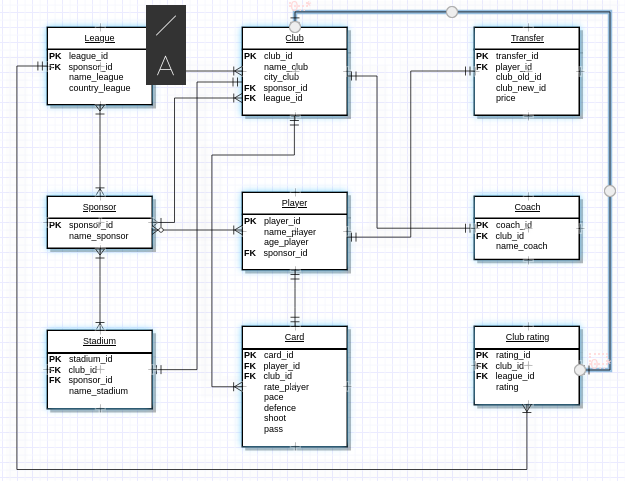 League
PK league_id
FK sponsor_id
name_league
country_league
A
Club
PK club_id
name_club
city_club
FK sponsor_id
FK league_id
Transfer
PK transfer_id
FK player_id
club_old_id
club_new_id
price
Sponsor
PK sponsor_id
name_sponsor
Player
PK player_id
name_player
age_player
FK sponsor_id
Coach
PK coach_id
FK club_id
name_coach
Stadium
PK stadium_id
FK club_id
FK sponsor_id
name_stadium
Card
PK card_id
FK player_id
FK club_id
rate_player
pace
defence
shoot
pass
Club rating
PK rating_id
FK club_id
FK league_id
rating